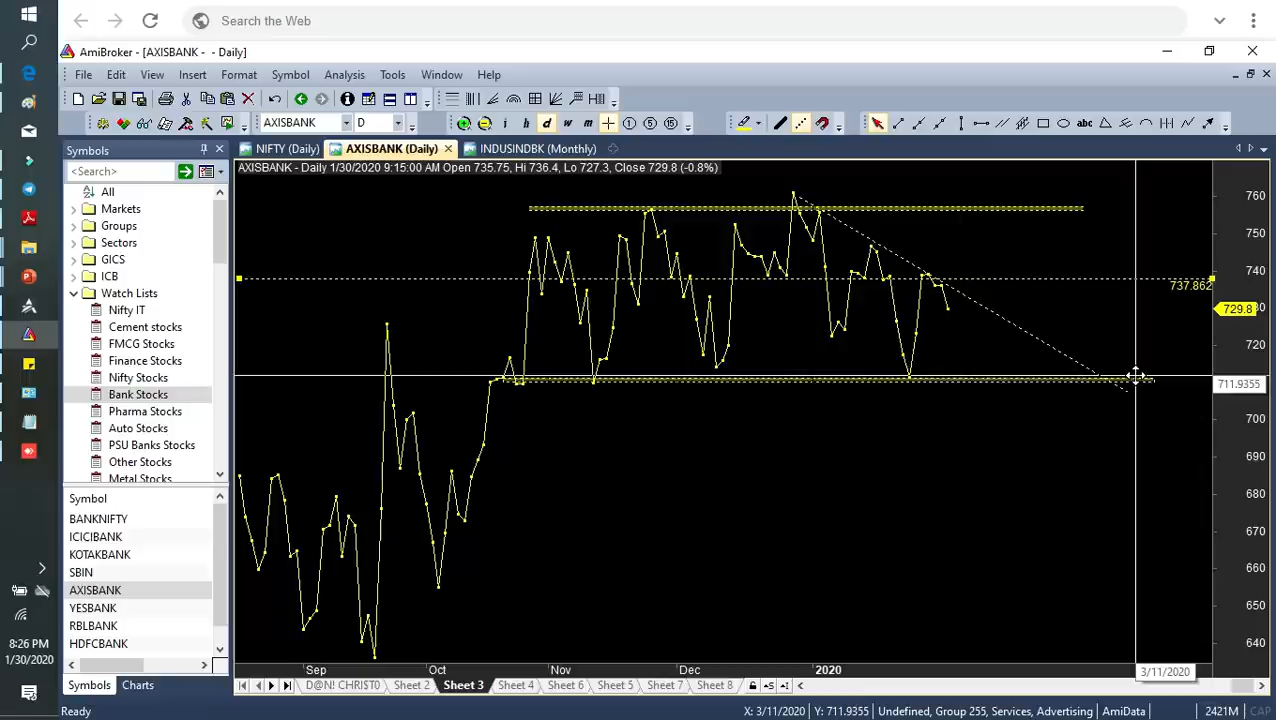 Search the Web
AmiBroker - [AXISBANK - - Daily]
File Edit View Insert Format Symbol Analysis Tools Window Help
AXISBANK D i h d w m 1 5 15 abc
Symbols NIFTY (Daily) AXISBANK (Daily) INDUSINDBK (Monthly)
<Search>
AXISBANK - Daily 1/30/2020 9:15:00 AM Open 735.75, Hi 736.4, Lo 727.3, Close 729.8 (-0.8%)
All
Markets
Groups
Sectors
GICS
ICB
Watch Lists
Nifty IT
Cement stocks
FMCG Stocks
Finance Stocks
Nifty Stocks
Bank Stocks
Pharma Stocks
Auto Stocks
PSU Banks Stocks
Other Stocks
Metal Stocks
Symbol
BANKNIFTY
ICICIBANK
KOTAKBANK
SBIN
AXISBANK
YESBANK
RBLBANK
HDFCBANK
Symbols Charts
760
750
740
737.862
729.8
720
711.9355
700
690
680
670
660
650
640
Sep Oct Nov Dec 2020
3/11/2020
D@N! CHRI$T0 Sheet 2 Sheet 3 Sheet 4 Sheet 6 Sheet 5 Sheet 7 Sheet 8
8:26 PM
1/30/2020
Ready X: 3/11/2020 Y: 711.9355 Undefined, Group 255, Services, Advertising AmiData 2421M CAP